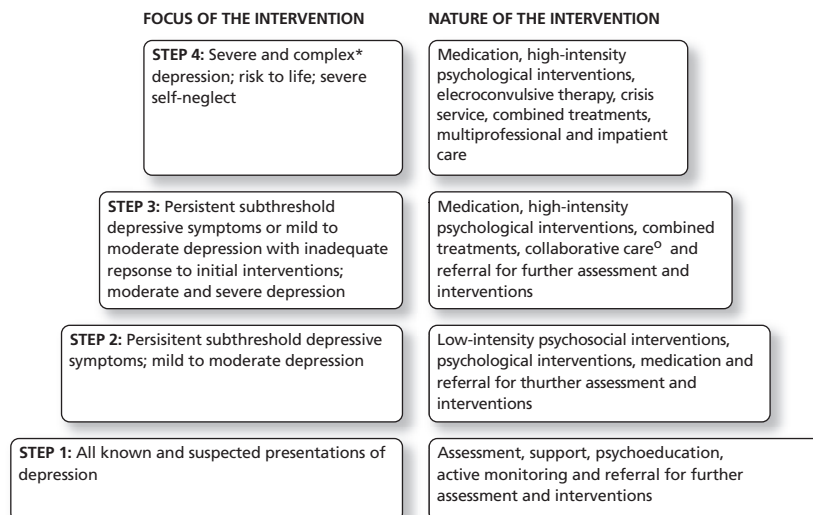 FOCUS OF THE INTERVENTION
NATURE OF THE INTERVENTION
STEP 4: Severe and complex*
depression; risk to life; severe
self-neglect
Medication, high-intensity
psychological interventions,
elecroconvulsive therapy, crisis
service, combined treatments,
multiprofessional and impatient
care
STEP 3: Persistent subthreshold
depressive symptoms or mild to
moderate depression with inadequate
repsonse to initial interventions;
moderate and severe depression
Medication, high-intensity
psychological interventions, combined
treatments, collaborative careº and
referral for further assessment and
interventions
STEP 2: Persisitent subthreshold depressive
symptoms; mild to moderate depression
Low-intensity psychosocial interventions,
psychological interventions, medication and
referral for thurther assessment and
interventions
STEP 1: All known and suspected presentations of
depression
Assessment, support, psychoeducation,
active monitoring and referral for further
assessment and interventions